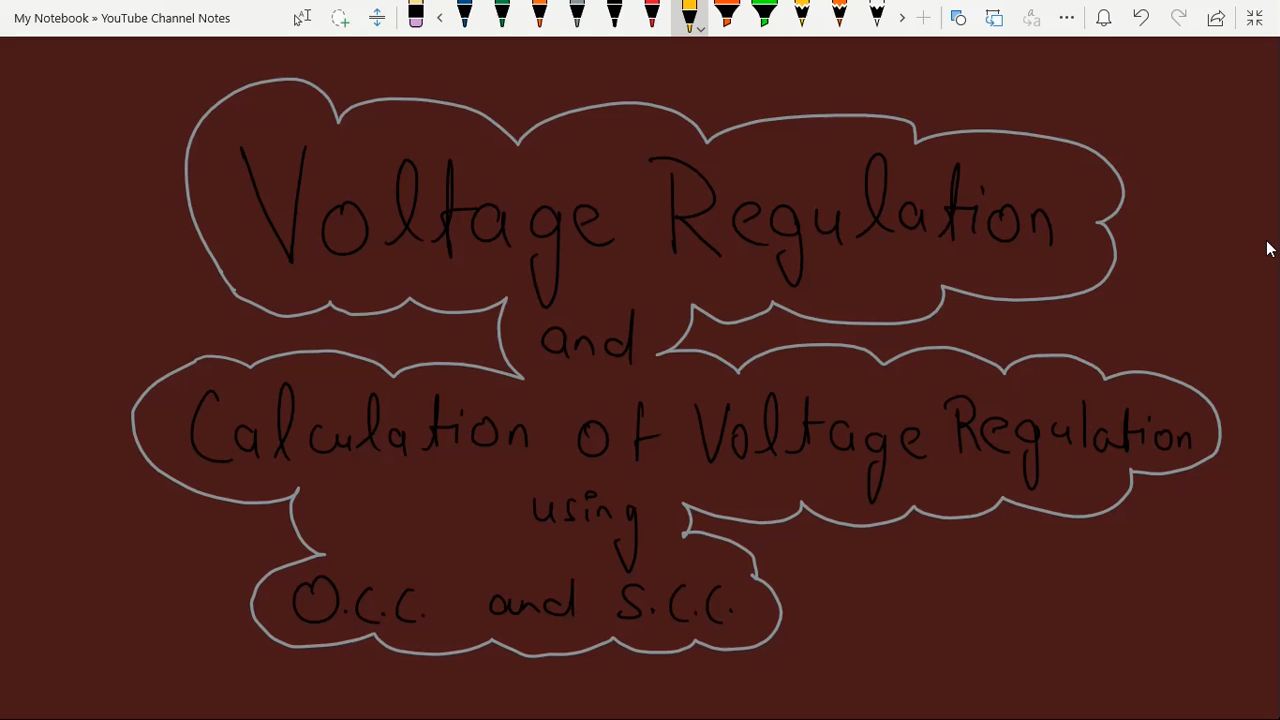 My Notebook » YouTube Channel Notes
Voltage Regulation
and
Calculation of Voltage Regulation
using
O.C.C. and S.C.C.